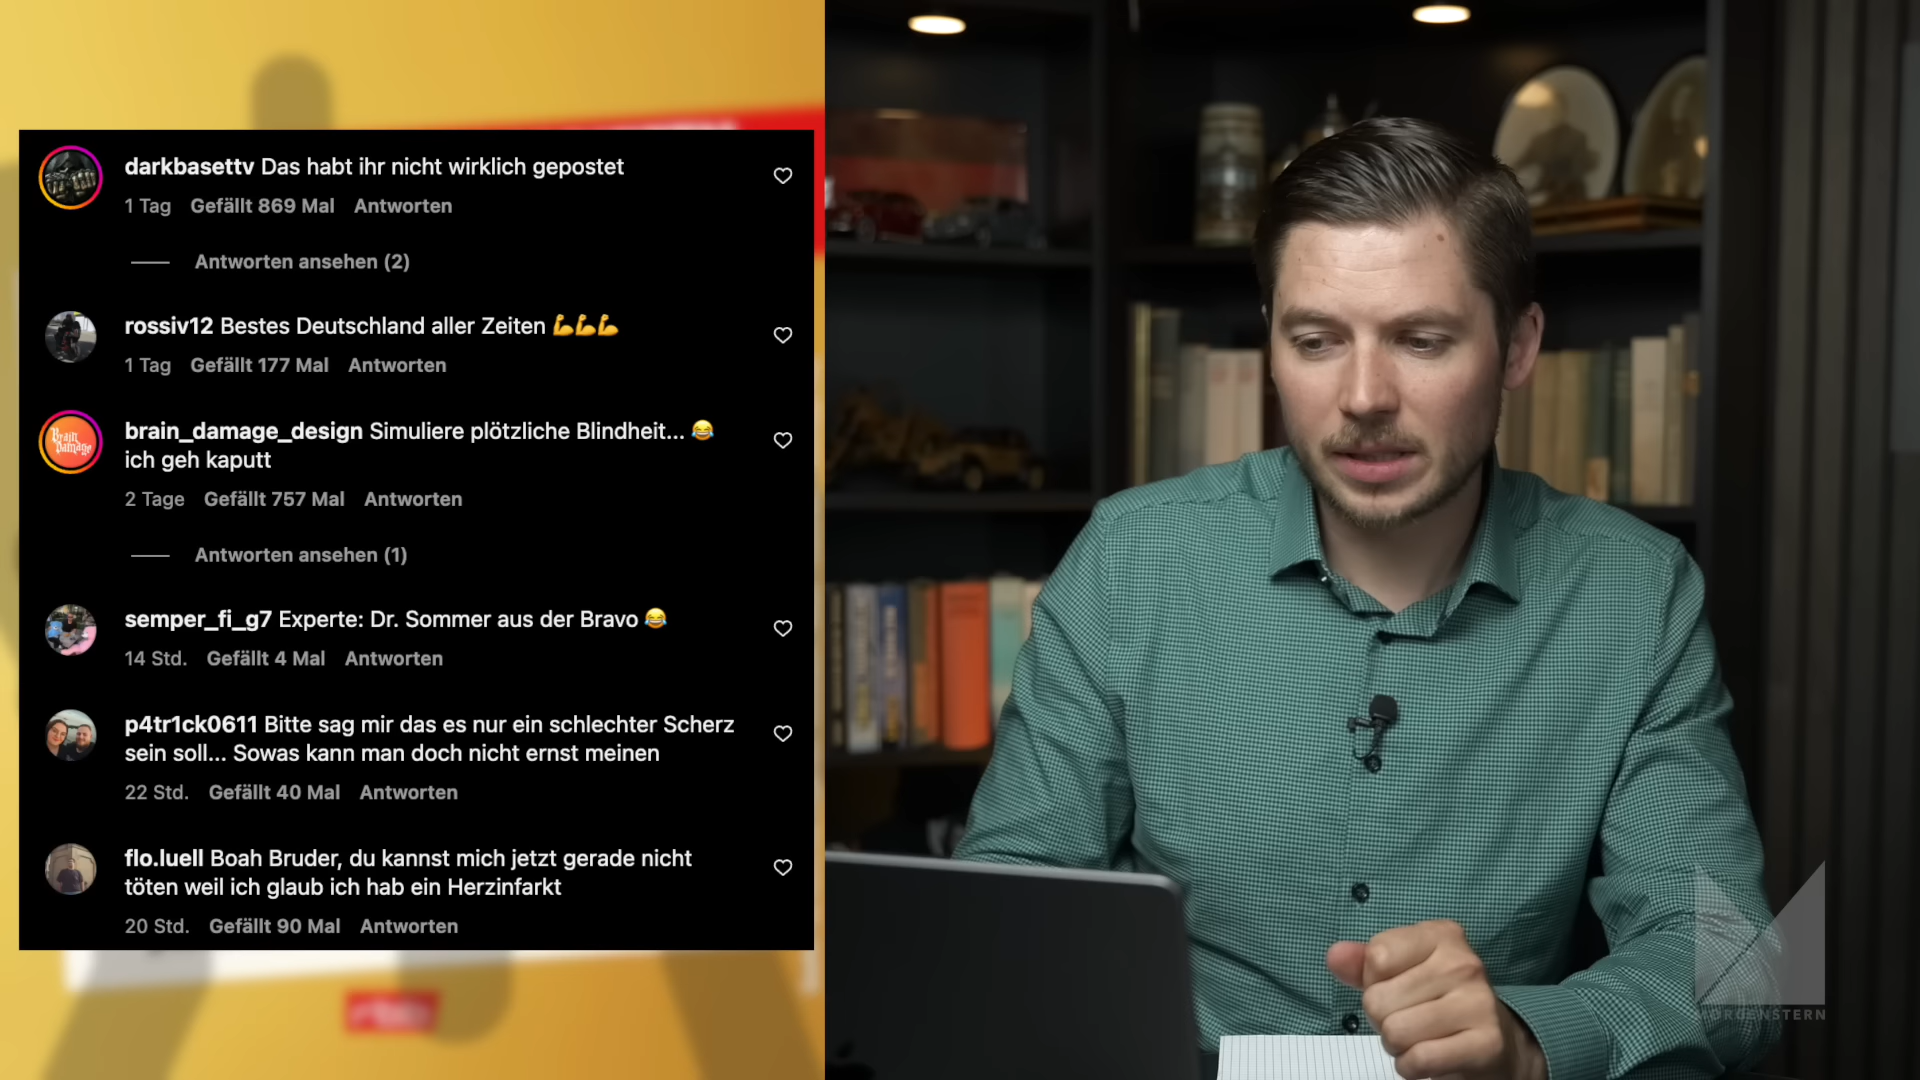 darkbasettv Das habt ihr nicht wirklich gepostet
1 Tag Gefällt 869 Mal Antworten
Antworten ansehen (2)
rossiv12 Bestes Deutschland aller Zeiten 💪💪💪
1 Tag Gefällt 177 Mal Antworten
Brain Damage
brain_damage_design Simuliere plötzliche Blindheit... 😂
ich geh kaputt
2 Tage Gefällt 757 Mal Antworten
Antworten ansehen (1)
semper_fi_g7 Experte: Dr. Sommer aus der Bravo 😂
14 Std. Gefällt 4 Mal Antworten
p4tr1ck0611 Bitte sag mir das es nur ein schlechter Scherz
sein soll... Sowas kann man doch nicht ernst meinen
22 Std. Gefällt 40 Mal Antworten
flo.luell Boah Bruder, du kannst mich jetzt gerade nicht
töten weil ich glaub ich hab ein Herzinfarkt
20 Std. Gefällt 90 Mal Antworten
MORGENSTERN